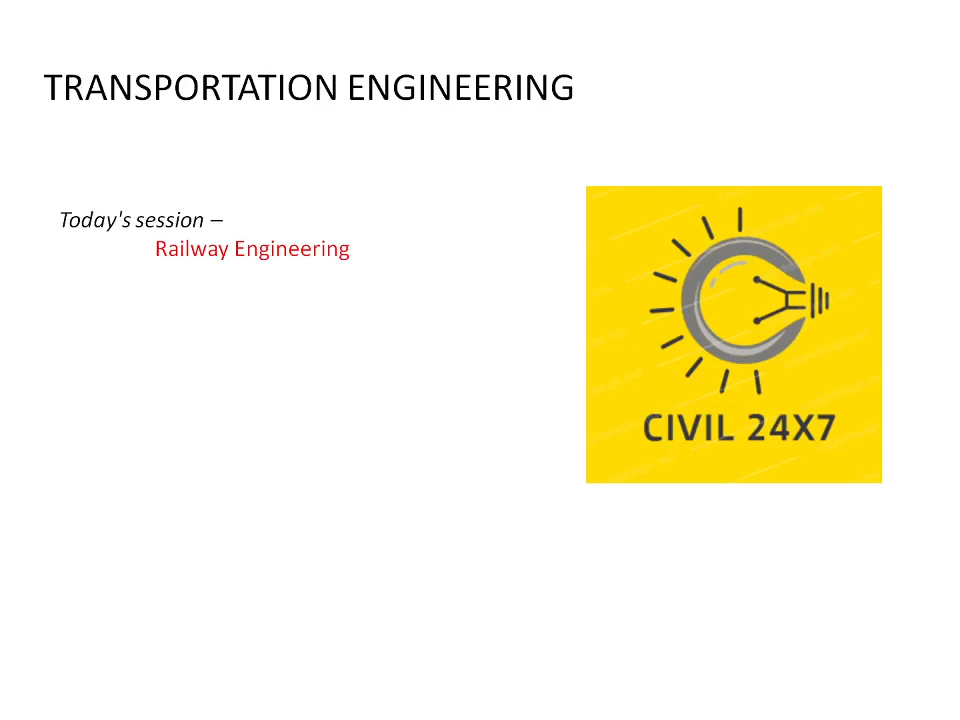 TRANSPORTATION ENGINEERING
Today's session –
Railway Engineering
CIVIL 24X7